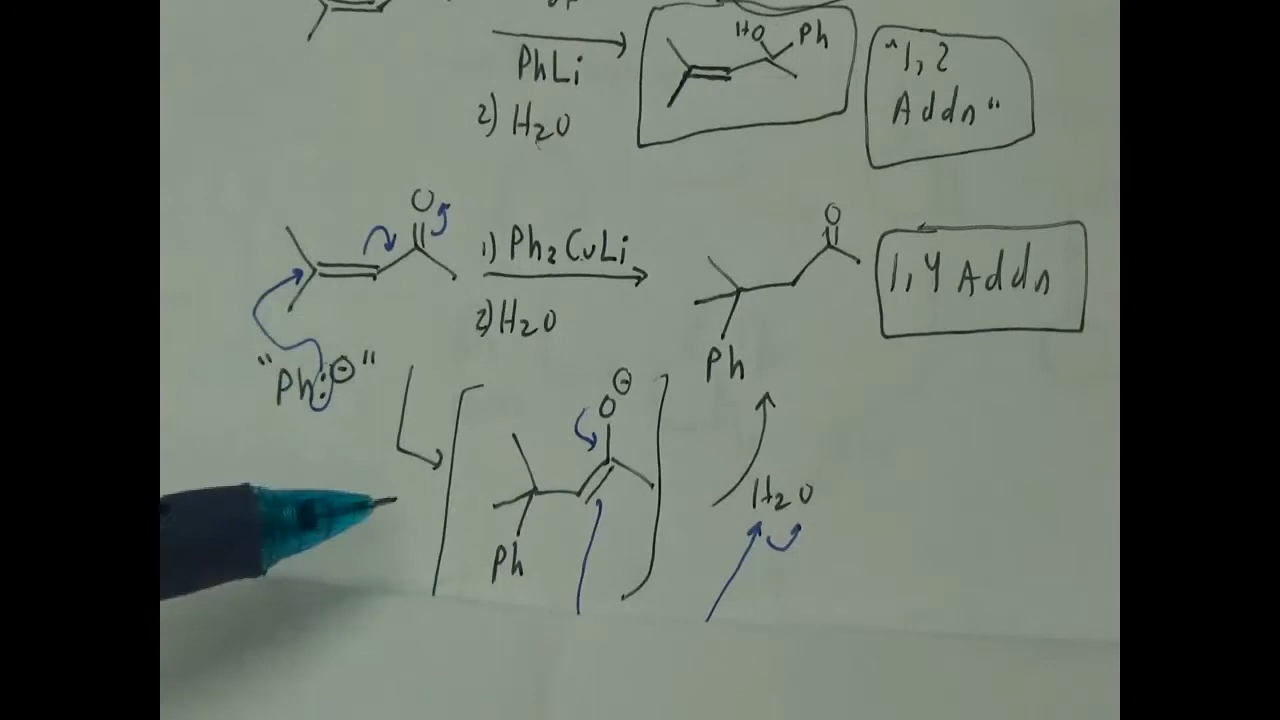 PhLi
2) H2O
HO Ph
"1,2
Addn"
O
1) Ph2CuLi
2) H2O
"Ph:⊖"
O
Ph
1,4 Addn
O⊖
Ph
H2O